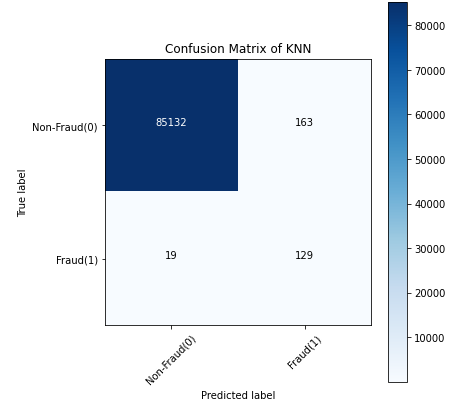 Confusion Matrix of KNN
True label
Non-Fraud(0)
85132
163
Fraud(1)
19
129
Non-Fraud(0)
Fraud(1)
Predicted label
80000
70000
60000
50000
40000
30000
20000
10000